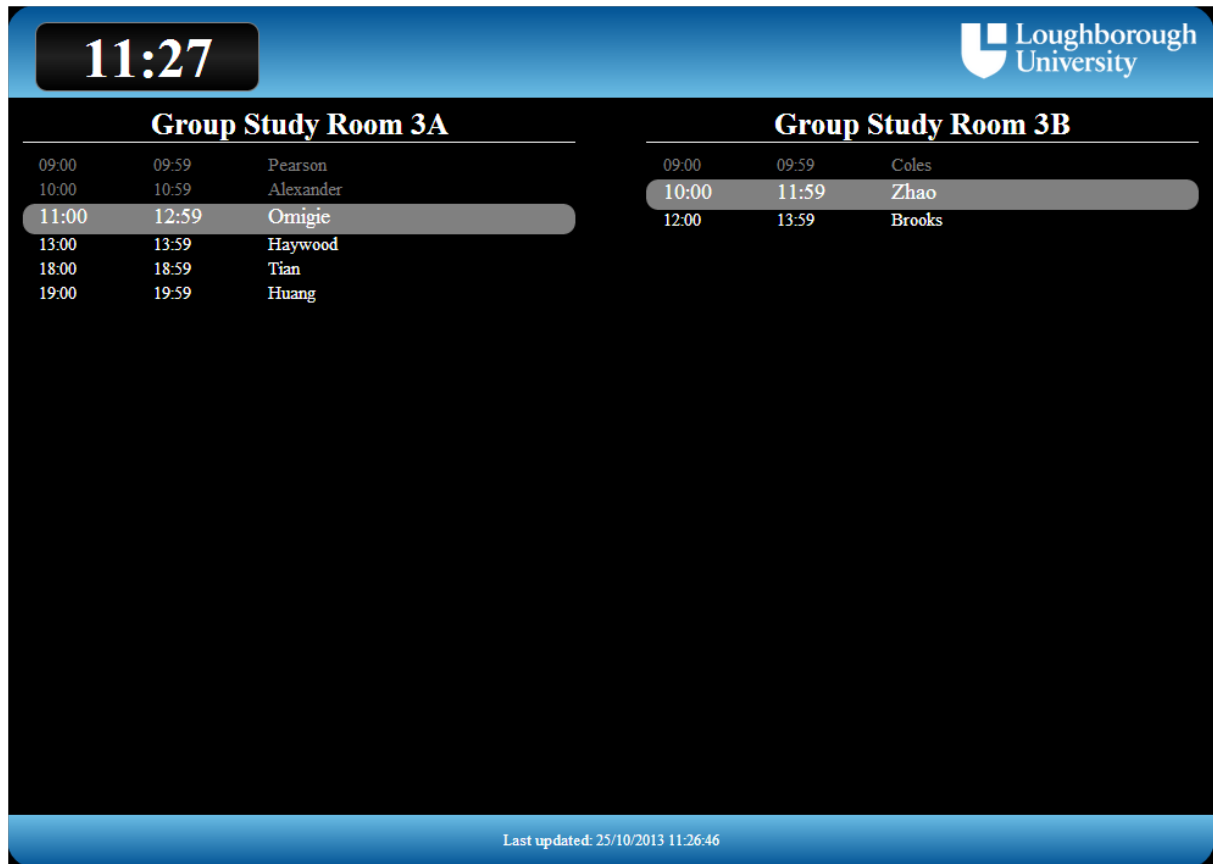 11:27
Loughborough
University
Group Study Room 3A
09:00 09:59 Pearson
10:00 10:59 Alexander
11:00 12:59 Omigie
13:00 13:59 Haywood
18:00 18:59 Tian
19:00 19:59 Huang
Group Study Room 3B
09:00 09:59 Coles
10:00 11:59 Zhao
12:00 13:59 Brooks
Last updated: 25/10/2013 11:26:46